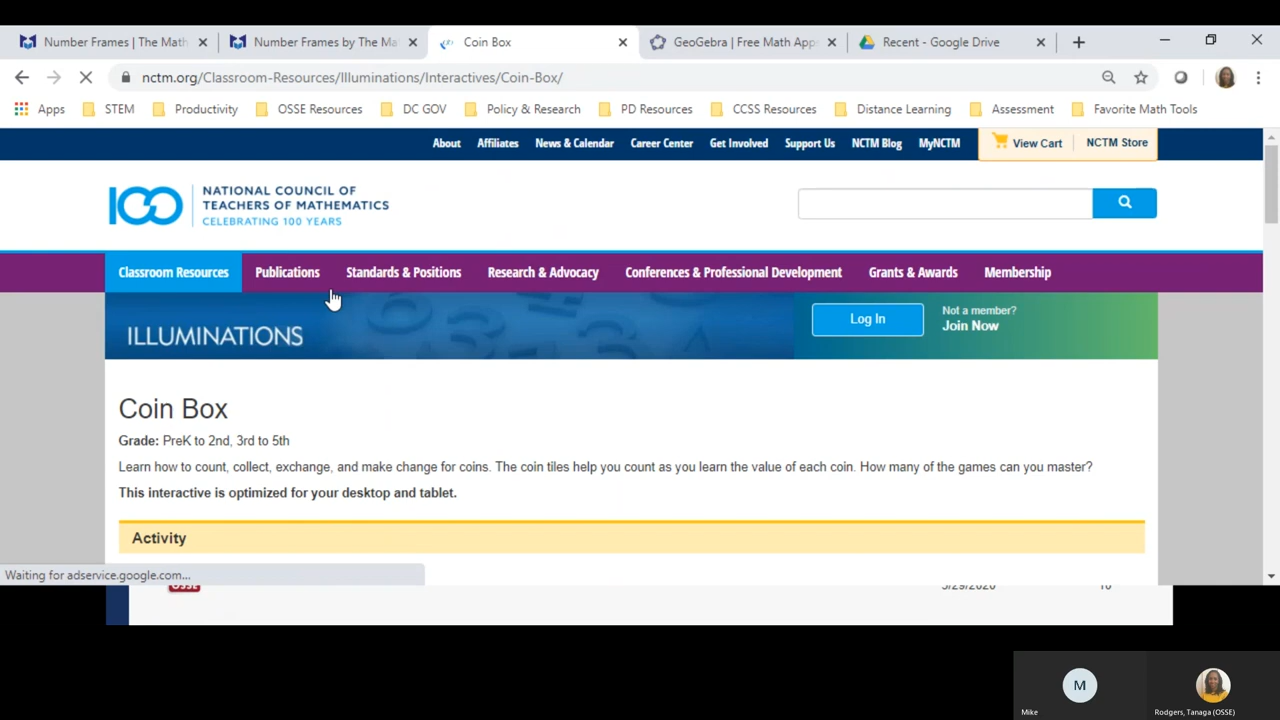 Number Frames | The Math
Number Frames by The Ma
Coin Box
GeoGebra | Free Math Apps
Recent - Google Drive
nctm.org/Classroom-Resources/Illuminations/Interactives/Coin-Box/
Apps STEM Productivity OSSE Resources DC GOV Policy & Research PD Resources CCSS Resources Distance Learning Assessment Favorite Math Tools
About Affiliates News & Calendar Career Center Get Involved Support Us NCTM Blog MyNCTM View Cart NCTM Store
100
NATIONAL COUNCIL OF
TEACHERS OF MATHEMATICS
CELEBRATING 100 YEARS
Classroom Resources Publications Standards & Positions Research & Advocacy Conferences & Professional Development Grants & Awards Membership
ILLUMINATIONS
Log In
Not a member?
Join Now
Coin Box
Grade: PreK to 2nd, 3rd to 5th
Learn how to count, collect, exchange, and make change for coins. The coin tiles help you count as you learn the value of each coin. How many of the games can you master?
This interactive is optimized for your desktop and tablet.
Activity
Waiting for adservice.google.com...
OSSE 5/29/2020
M
Mike
Rodgers, Tanaga (OSSE)